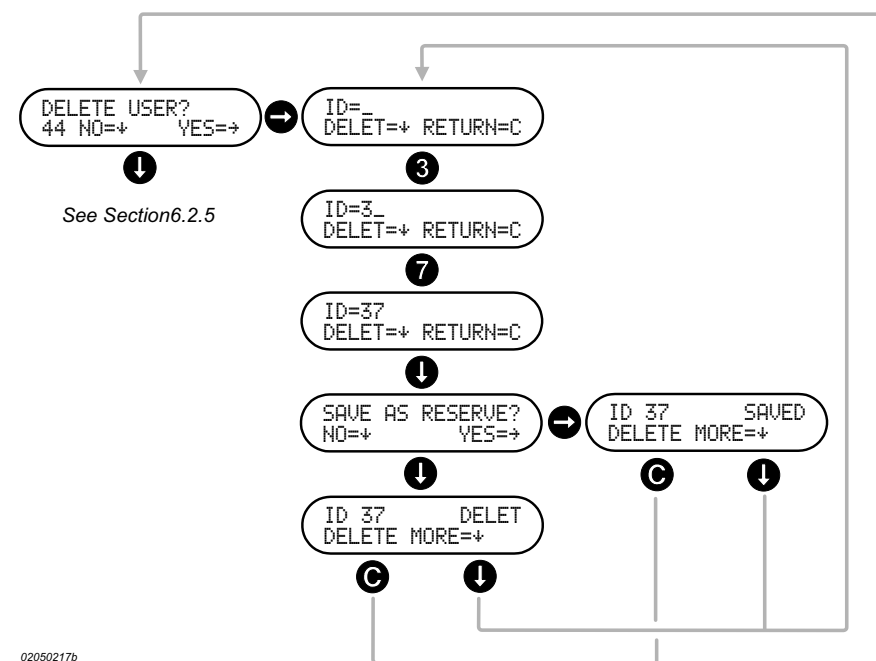 DELETE USER?
44 NO=↓ YES=→
→
ID=_
DELET=↓ RETURN=C
↓
See Section6.2.5
3
ID=3_
DELET=↓ RETURN=C
7
ID=37
DELET=↓ RETURN=C
↓
SAVE AS RESERVE?
NO=↓ YES=→
→
ID 37 SAVED
DELETE MORE=↓
C ↓
↓
ID 37 DELET
DELETE MORE=↓
C ↓
02050217b